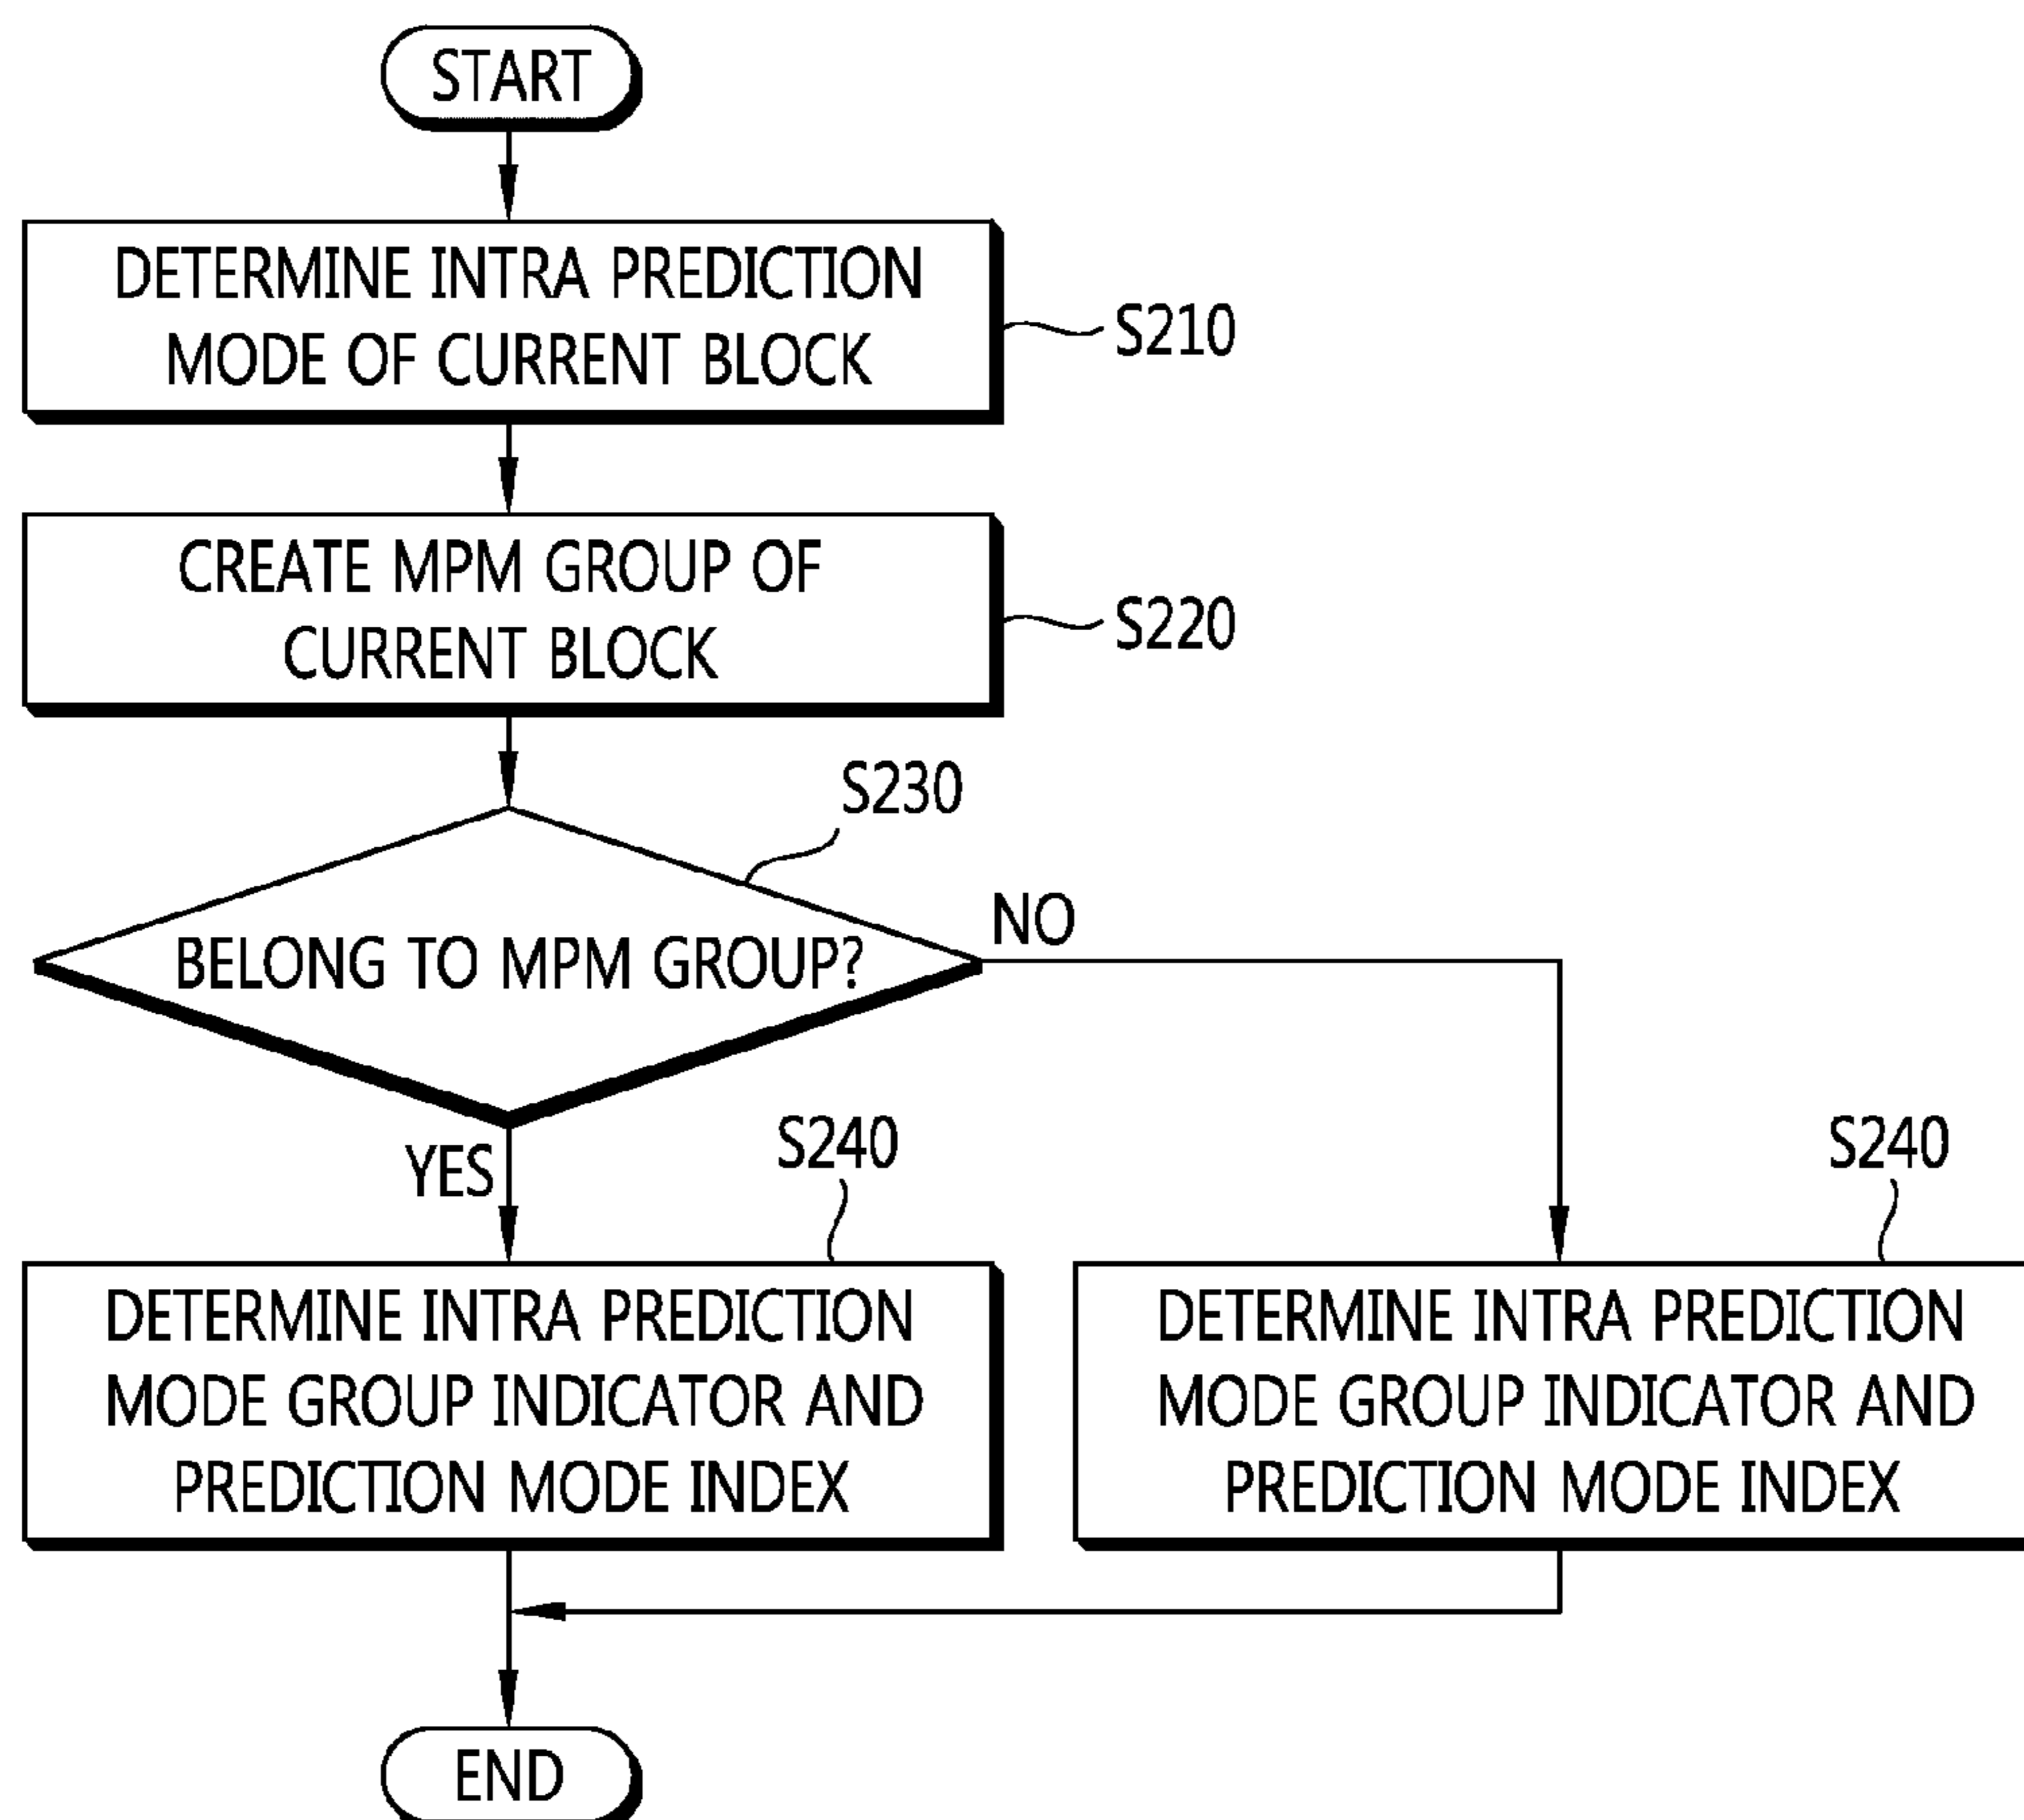 START
DETERMINE INTRA PREDICTION
MODE OF CURRENT BLOCK
S210
CREATE MPM GROUP OF
CURRENT BLOCK
S220
S230
BELONG TO MPM GROUP?
NO
YES
S240
DETERMINE INTRA PREDICTION
MODE GROUP INDICATOR AND
PREDICTION MODE INDEX
S240
DETERMINE INTRA PREDICTION
MODE GROUP INDICATOR AND
PREDICTION MODE INDEX
END